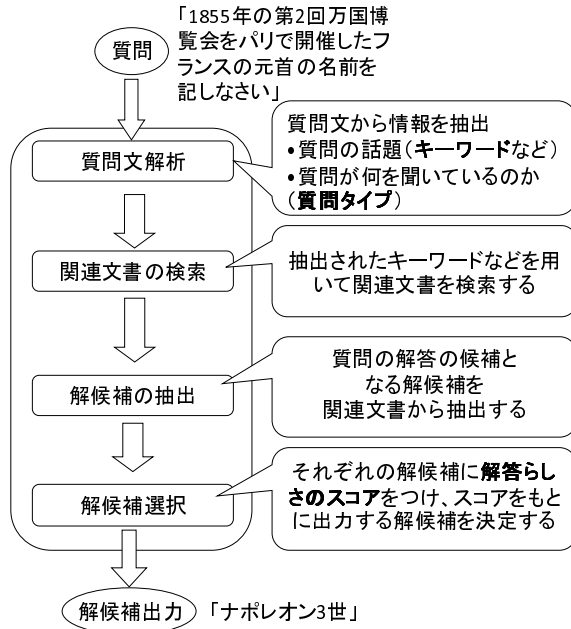 「1855年の第2回万国博
覧会をパリで開催したフ
ランスの元首の名前を
記しなさい」
質問
質問文解析
質問文から情報を抽出
•質問の話題（キーワードなど）
•質問が何を聞いているのか
（質問タイプ）
関連文書の検索
抽出されたキーワードなどを用
いて関連文書を検索する
解候補の抽出
質問の解答の候補と
なる解候補を
関連文書から抽出する
解候補選択
それぞれの解候補に解答らし
さのスコアをつけ、スコアをもと
に出力する解候補を決定する
解候補出力
「ナポレオン3世」